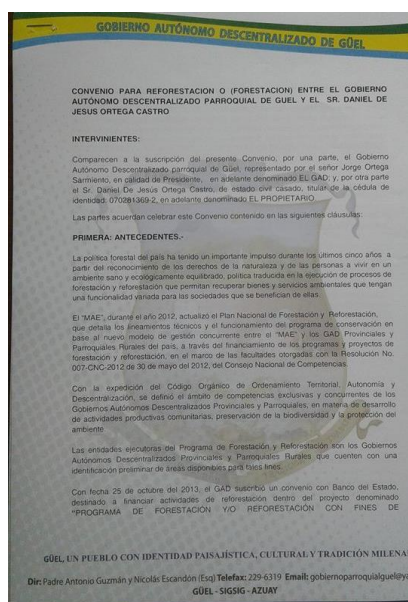 GOBIERNO AUTÓNOMO DESCENTRALIZADO DE GÜEL
CONVENIO PARA REFORESTACION O (FORESTACION) ENTRE EL GOBIERNO
AUTÓNOMO DESCENTRALIZADO PARROQUIAL DE GUEL Y EL SR. DANIEL DE
JESUS ORTEGA CASTRO
INTERVINIENTES:
Comparecen a la suscripción del presente Convenio, por una parte, el Gobierno
Autónomo Descentralizado parroquial de Güel, representado por el señor Jorge Ortega
Sarmiento, en calidad de Presidente, en adelante denominado EL GAD; y, por otra parte
el Sr. Daniel De Jesús Ortega Castro, de estado civil casado, titular de la cédula de
identidad: 070281369-2, en adelante denominado EL PROPIETARIO
Las partes acuerdan celebrar este Convenio contenido en las siguientes cláusulas:
PRIMERA: ANTECEDENTES.-
La política forestal del país ha tenido un importante impulso durante los últimos cinco años a
partir del reconocimiento de los derechos de la naturaleza y de las personas a vivir en un
ambiente sano y ecológicamente equilibrado, política traducida en la ejecución de procesos de
forestación y reforestación que permitan recuperar bienes y servicios ambientales que tengan
una funcionalidad variada para las sociedades que se benefician de ellas.
El "MAE", durante el año 2012, actualizó el Plan Nacional de Forestación y Reforestación,
que detalla los lineamientos técnicos y el funcionamiento del programa de conservación en
base al nuevo modelo de gestión concurrente entre el "MAE" y los GAD Provinciales y
Parroquiales Rurales del país, a través del financiamiento de los programas y proyectos de
forestación y reforestación, en el marco de las facultades otorgadas con la Resolución No.
007-CNC-2012 de 30 de mayo del 2012, del Consejo Nacional de Competencias.
Con la expedición del Código Orgánico de Ordenamiento Territorial, Autonomía y
Descentralización, se definió el ámbito de competencias exclusivas y concurrentes de los
Gobiernos Autónomos Descentralizados Provinciales y Parroquiales, en materia de desarrollo
de actividades productivas comunitarias, preservación de la biodiversidad y la protección del
ambiente.
Las entidades ejecutoras del Programa de Forestación y Reforestación son los Gobiernos
Autónomos Descentralizados Provinciales y Parroquiales Rurales que cuenten con una
identificación preliminar de áreas disponibles para tales fines.
Con fecha 25 de octubre del 2013, el GAD suscribió un convenio con Banco del Estado,
destinado a financiar actividades de reforestación dentro del proyecto denominado
"PROGRAMA DE FORESTACIÓN Y/O REFORESTACIÓN CON FINES DE
GÜEL, UN PUEBLO CON IDENTIDAD PAISAJÍSTICA, CULTURAL Y TRADICIÓN MILENA
Dir: Padre Antonio Guzmán y Nicolás Escandón (Esq) Telefax: 229-6319 Email: gobiernoparroquialguel@ya
GÜEL - SIGSIG - AZUAY